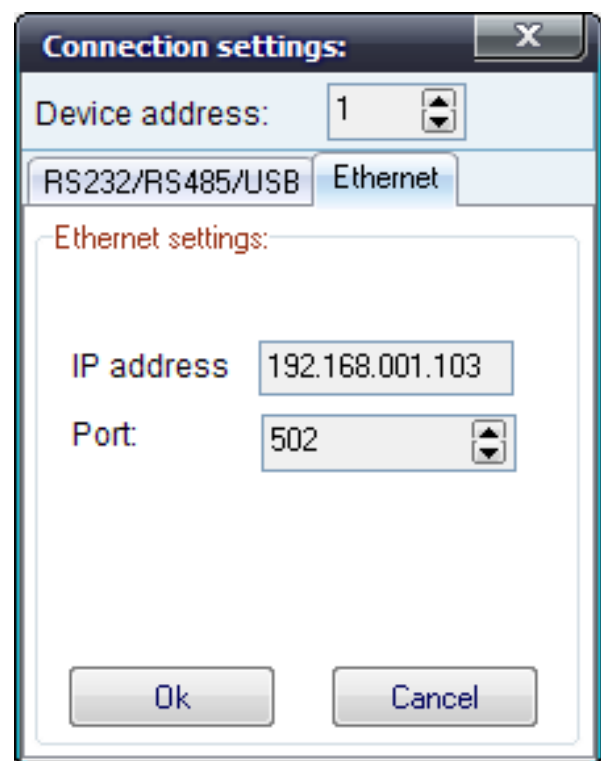 Connection settings:
X
Device address: 1
RS232/RS485/USB Ethernet
Ethernet settings:
IP address 192.168.001.103
Port: 502
Ok Cancel